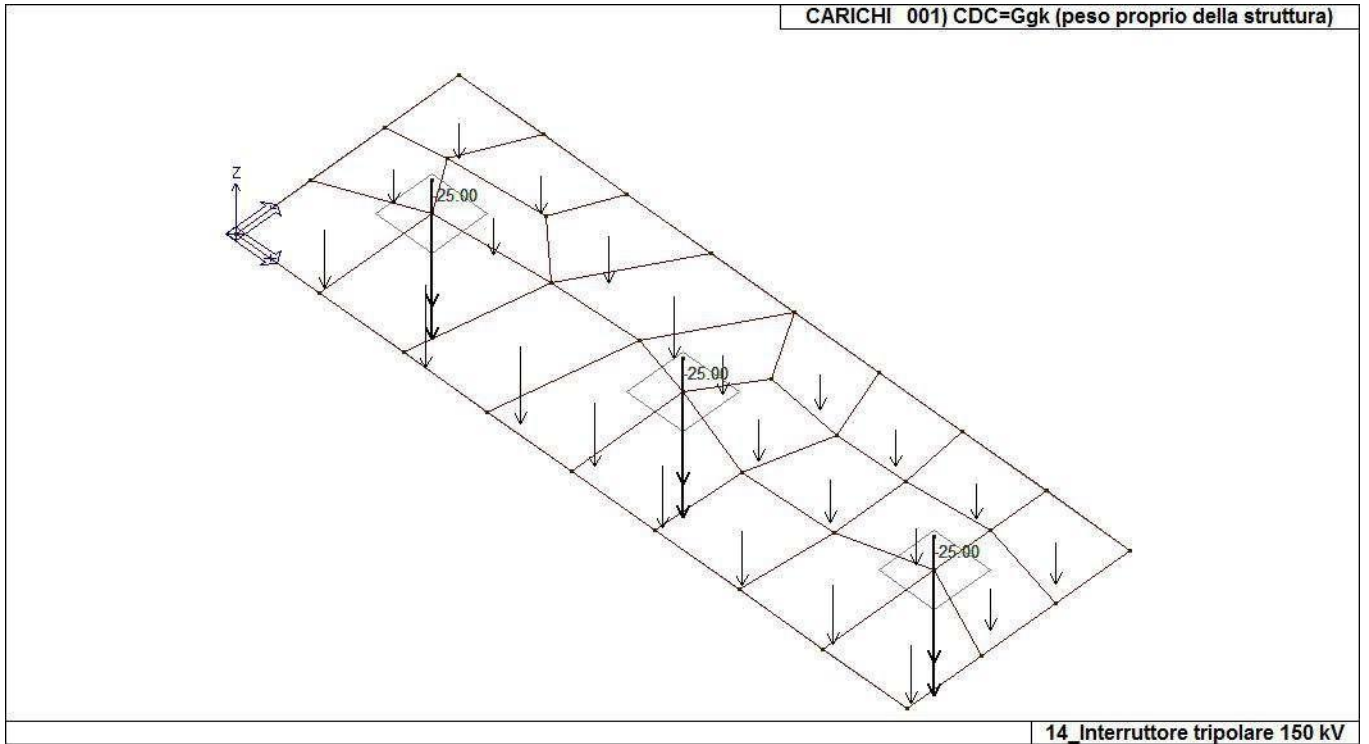 CARICHI 001) CDC=Ggk (peso proprio della struttura)
Z
-25.00
-25.00
-25.00
14_Interruttore tripolare 150 kV